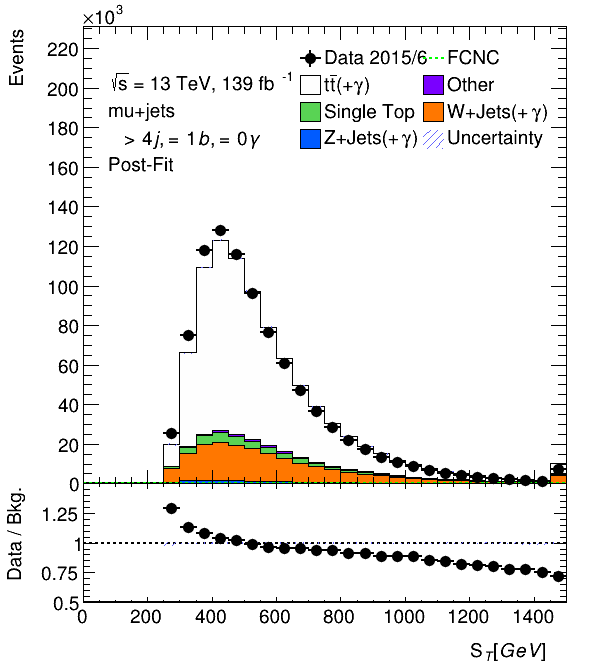 ×10³
Events
220
200
180
160
140
120
100
80
60
40
20
0
√s = 13 TeV, 139 fb⁻¹
mu+jets
> 4j, = 1b, = 0γ
Post-Fit
Data 2015/6 FCNC
tt̄(+γ) Other
Single Top W+Jets(+γ)
Z+Jets(+γ) Uncertainty
Data / Bkg.
1.25
1
0.75
0.5
0 200 400 600 800 1000 1200 1400
S_T[GeV]